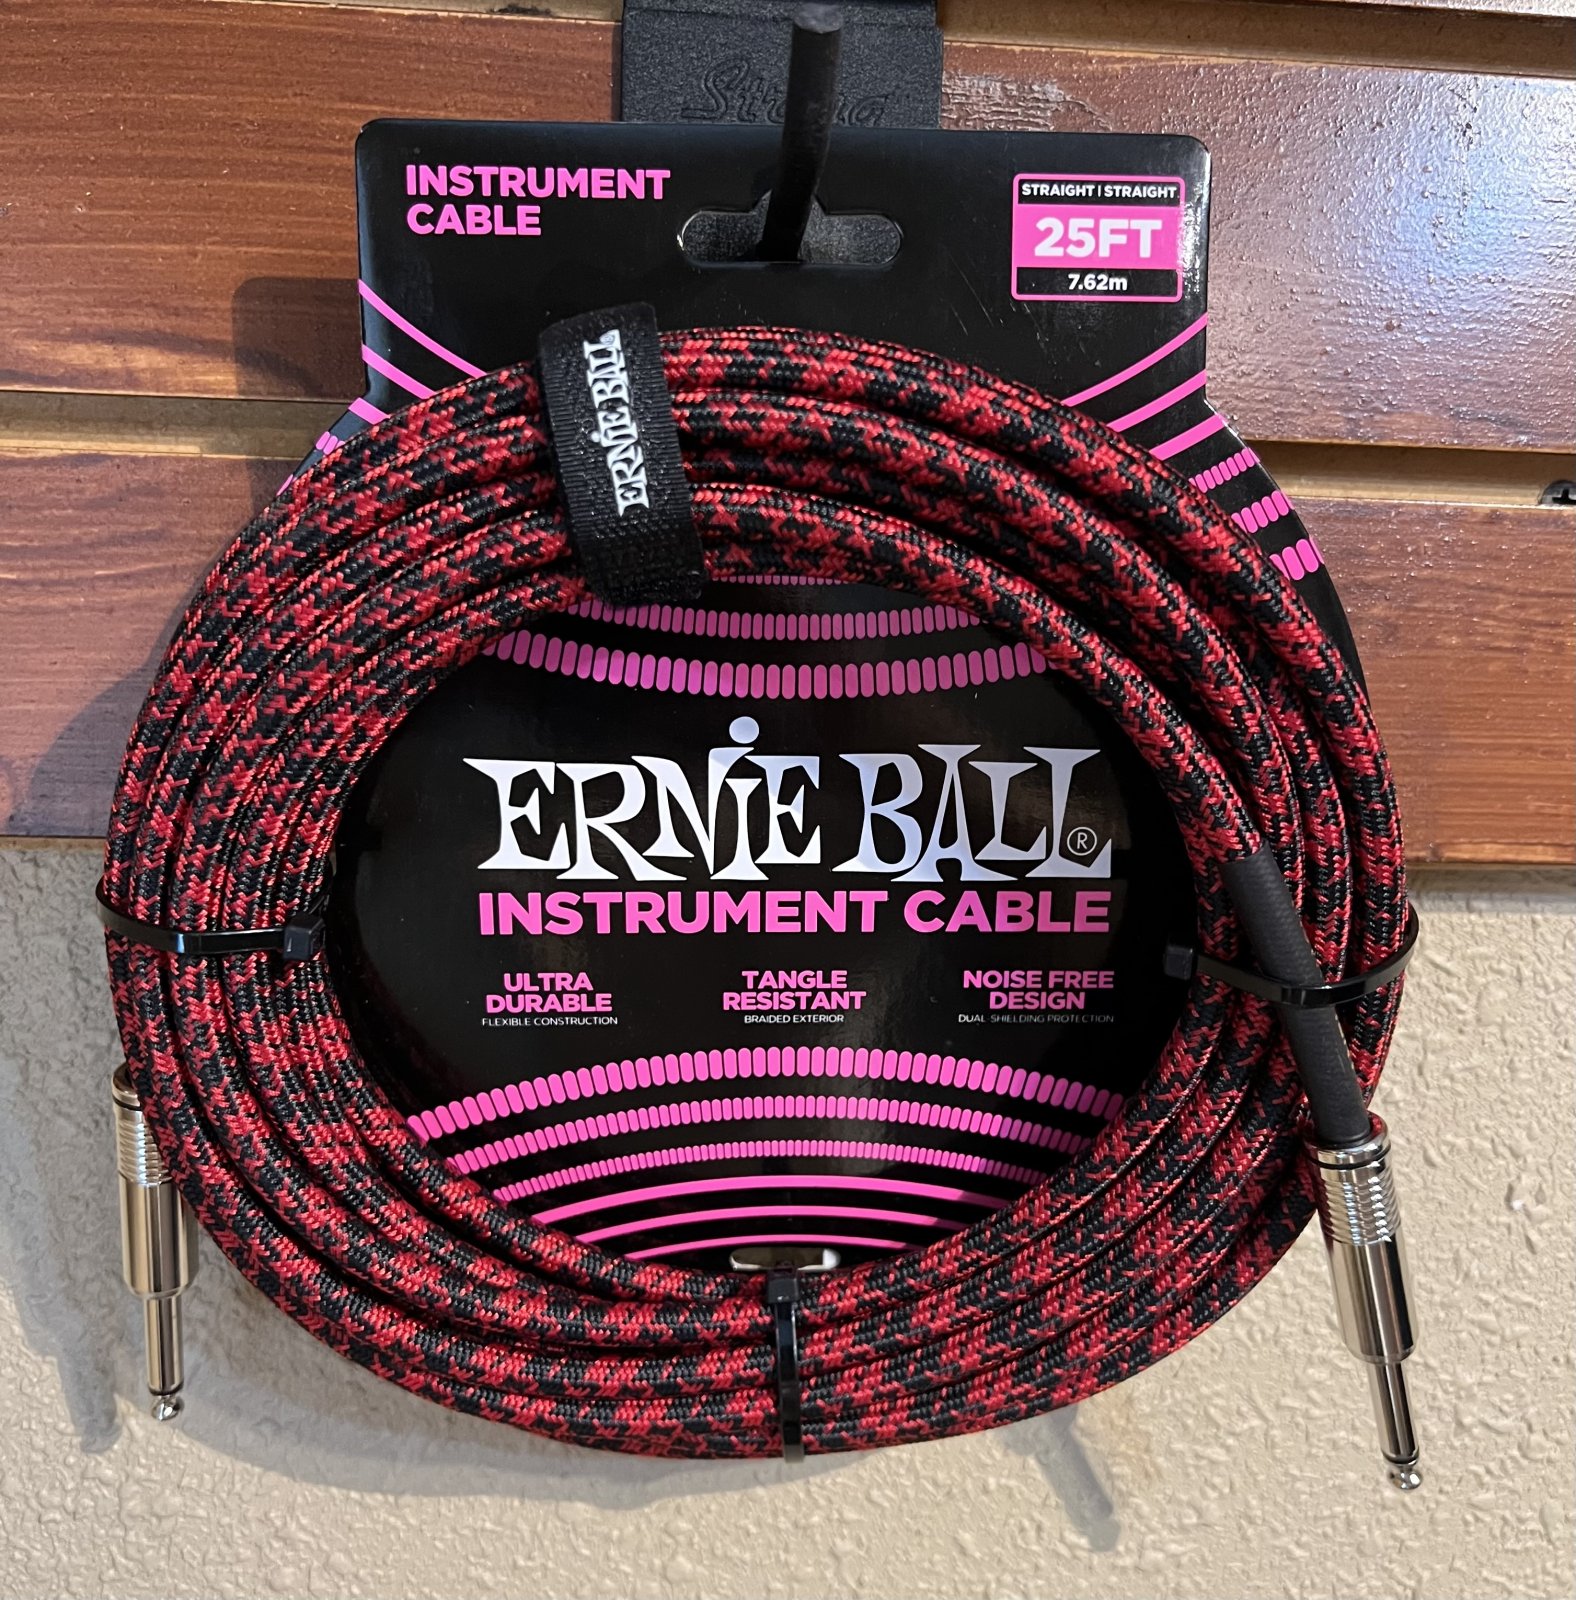 String
INSTRUMENT
CABLE
STRAIGHT | STRAIGHT
25FT
7.62m
ERNIE BALL
ERNIE BALL®
INSTRUMENT CABLE
ULTRA
DURABLE
FLEXIBLE CONSTRUCTION
TANGLE
RESISTANT
BRAIDED EXTERIOR
NOISE FREE
DESIGN
DUAL SHIELDING PROTECTION